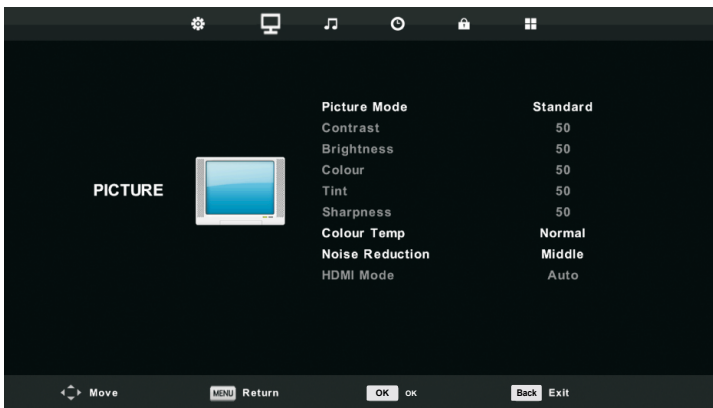 Picture Mode Standard
Contrast 50
Brightness 50
Colour 50
PICTURE Tint 50
Sharpness 50
Colour Temp Normal
Noise Reduction Middle
HDMI Mode Auto
Move MENU Return OK OK Back Exit